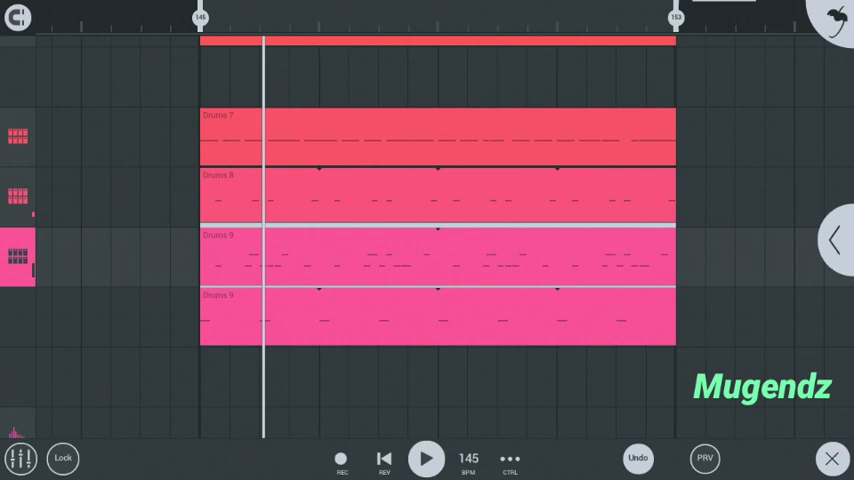 145
153
Drums 7
Drums 8
Drums 9
Drums 9
Mugendz
Lock
REC
REV
145
BPM
CTRL
Undo
PRV